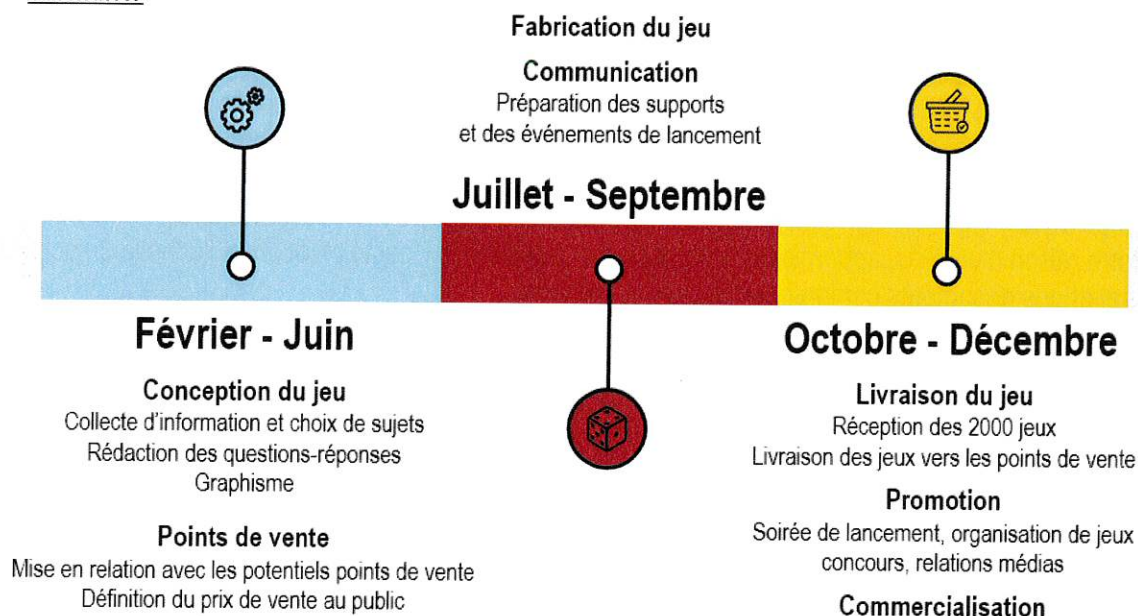 Fabrication du jeu
Communication
Préparation des supports
et des événements de lancement
Juillet - Septembre
Février - Juin
Conception du jeu
Collecte d'information et choix de sujets
Rédaction des questions-réponses
Graphisme
Points de vente
Mise en relation avec les potentiels points de vente
Définition du prix de vente au public
Octobre - Décembre
Livraison du jeu
Réception des 2000 jeux
Livraison des jeux vers les points de vente
Promotion
Soirée de lancement, organisation de jeux
concours, relations médias
Commercialisation